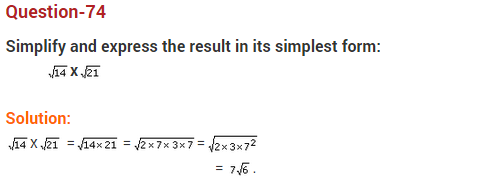 Question-74
Simplify and express the result in its simplest form:
√14 X √21
Solution:
√14 X √21 = √14×21 = √2×7×3×7 = √2×3×7²
= 7√6 .